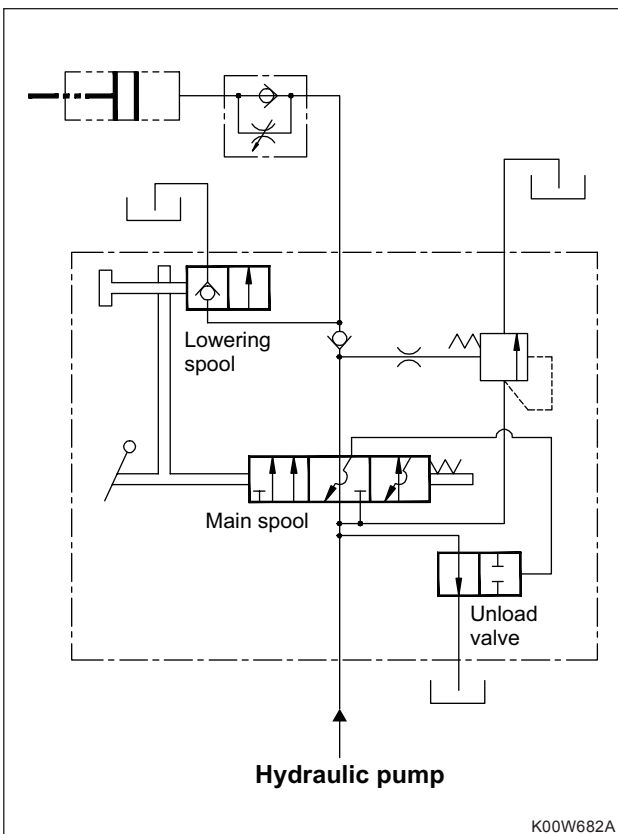 Lowering
spool
Main spool
Unload
valve
Hydraulic pump
K00W682A